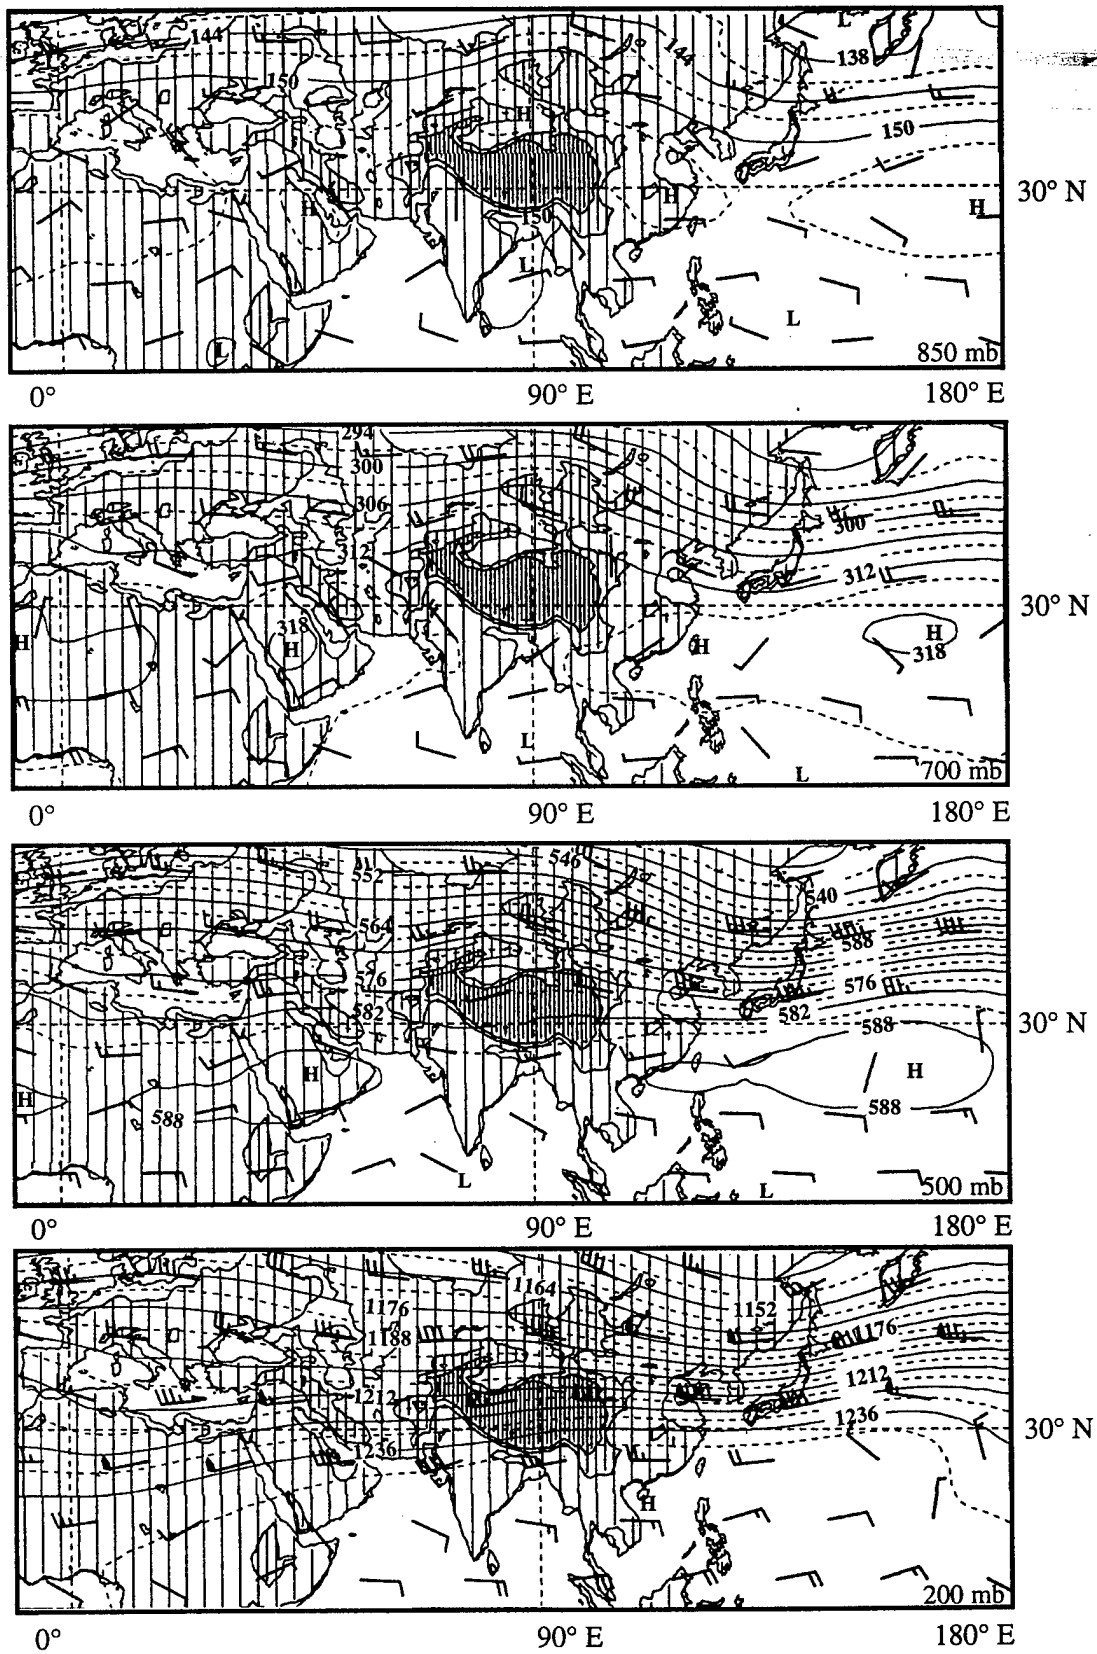 L
144
144
138
150
150
H
30° N
H
H
H
150
L
L
L
850 mb
0° 90° E 180° E
294
300
306
300
312
312
30° N
318
H
H
H
H
318
L
L
700 mb
0° 90° E 180° E
546
552
540
564
588
576
576
582
582
588
30° N
H
H
H
588
588
L
L
500 mb
0° 90° E 180° E
1164
1176
1152
1188
1176
1212
1212
1236
1236
30° N
H
200 mb
0° 90° E 180° E